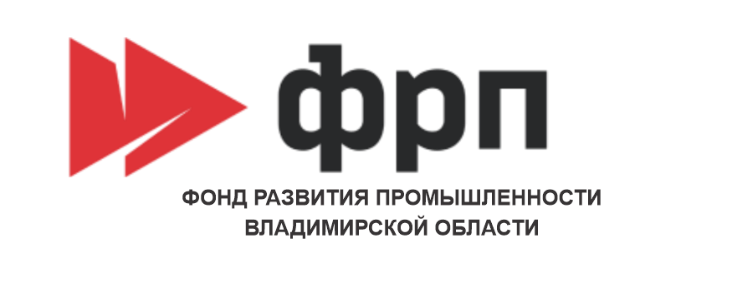 фрп
ФОНД РАЗВИТИЯ ПРОМЫШЛЕННОСТИ
ВЛАДИМИРСКОЙ ОБЛАСТИ